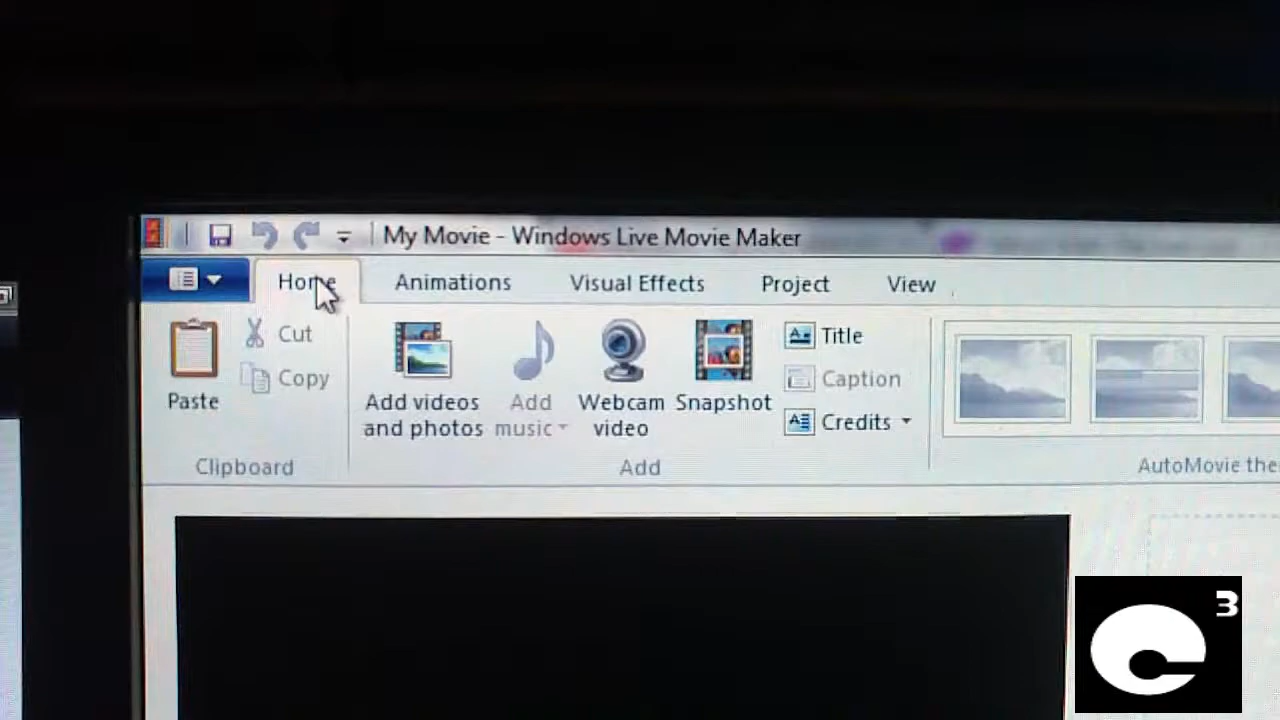 My Movie - Windows Live Movie Maker
Home Animations Visual Effects Project View
Paste
Cut
Copy
Clipboard
Add videos
and photos
Add
music
Webcam
video
Snapshot
Title
Caption
Credits
Add
AutoMovie the
3